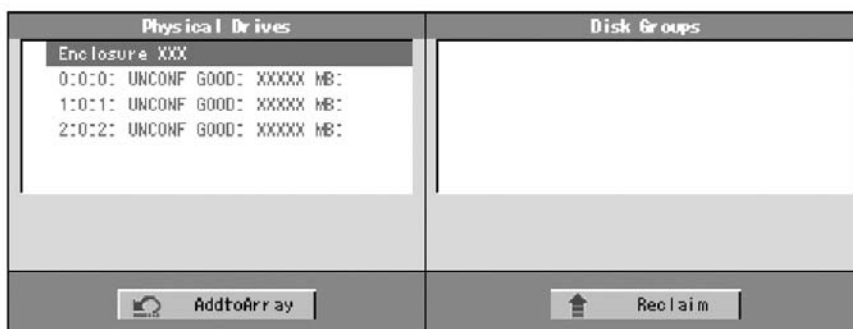 Physical Drives
Enclosure XXX
0:0:0: UNCONF GOOD: XXXXX MB:
1:0:1: UNCONF GOOD: XXXXX MB:
2:0:2: UNCONF GOOD: XXXXX MB:
AddtoArray
Disk Groups
Reclaim